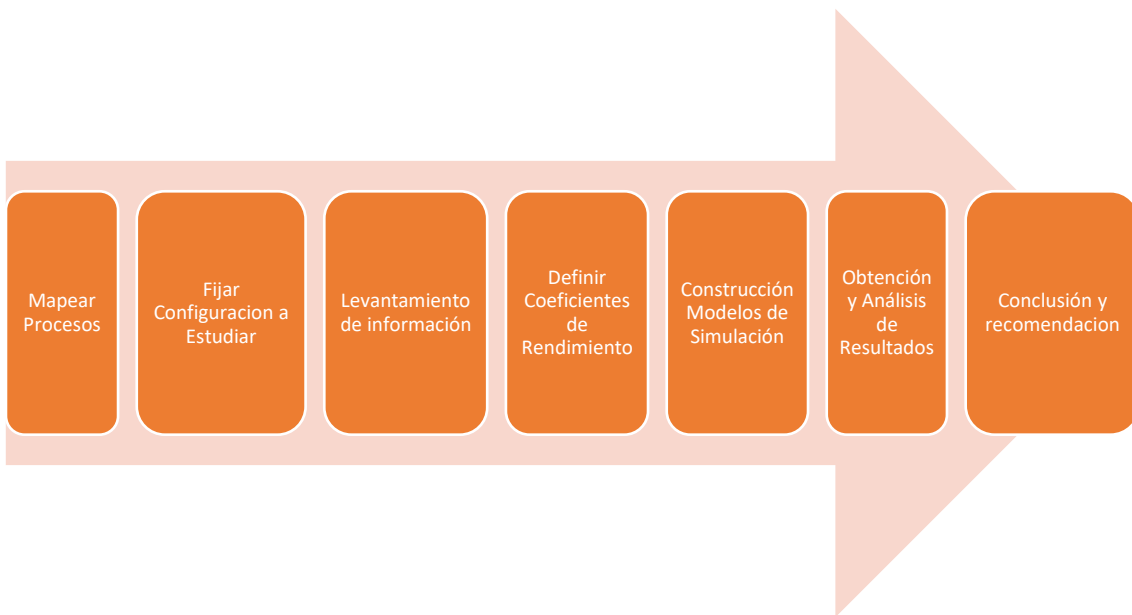 Mapear
Procesos
Fijar
Configuracion a
Estudiar
Levantamiento
de información
Definir
Coeficientes
de
Rendimiento
Construcción
Modelos de
Simulación
Obtención
y Análisis
de
Resultados
Conclusión y
recomendacion